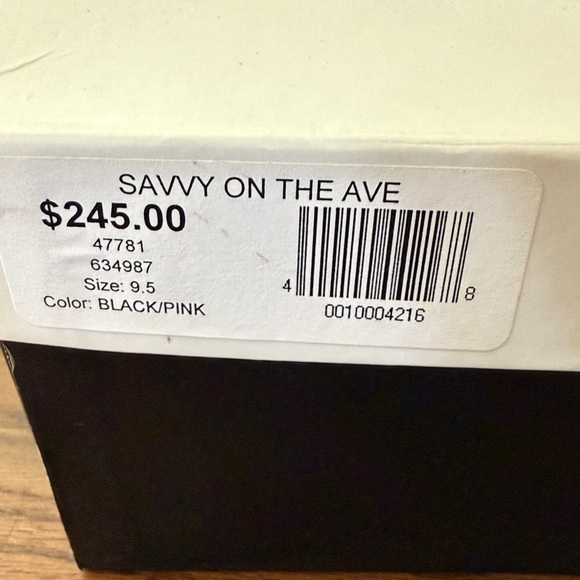 SAVVY ON THE AVE
$245.00
47781
634987
Size: 9.5
Color: BLACK/PINK
4 8
0010004216